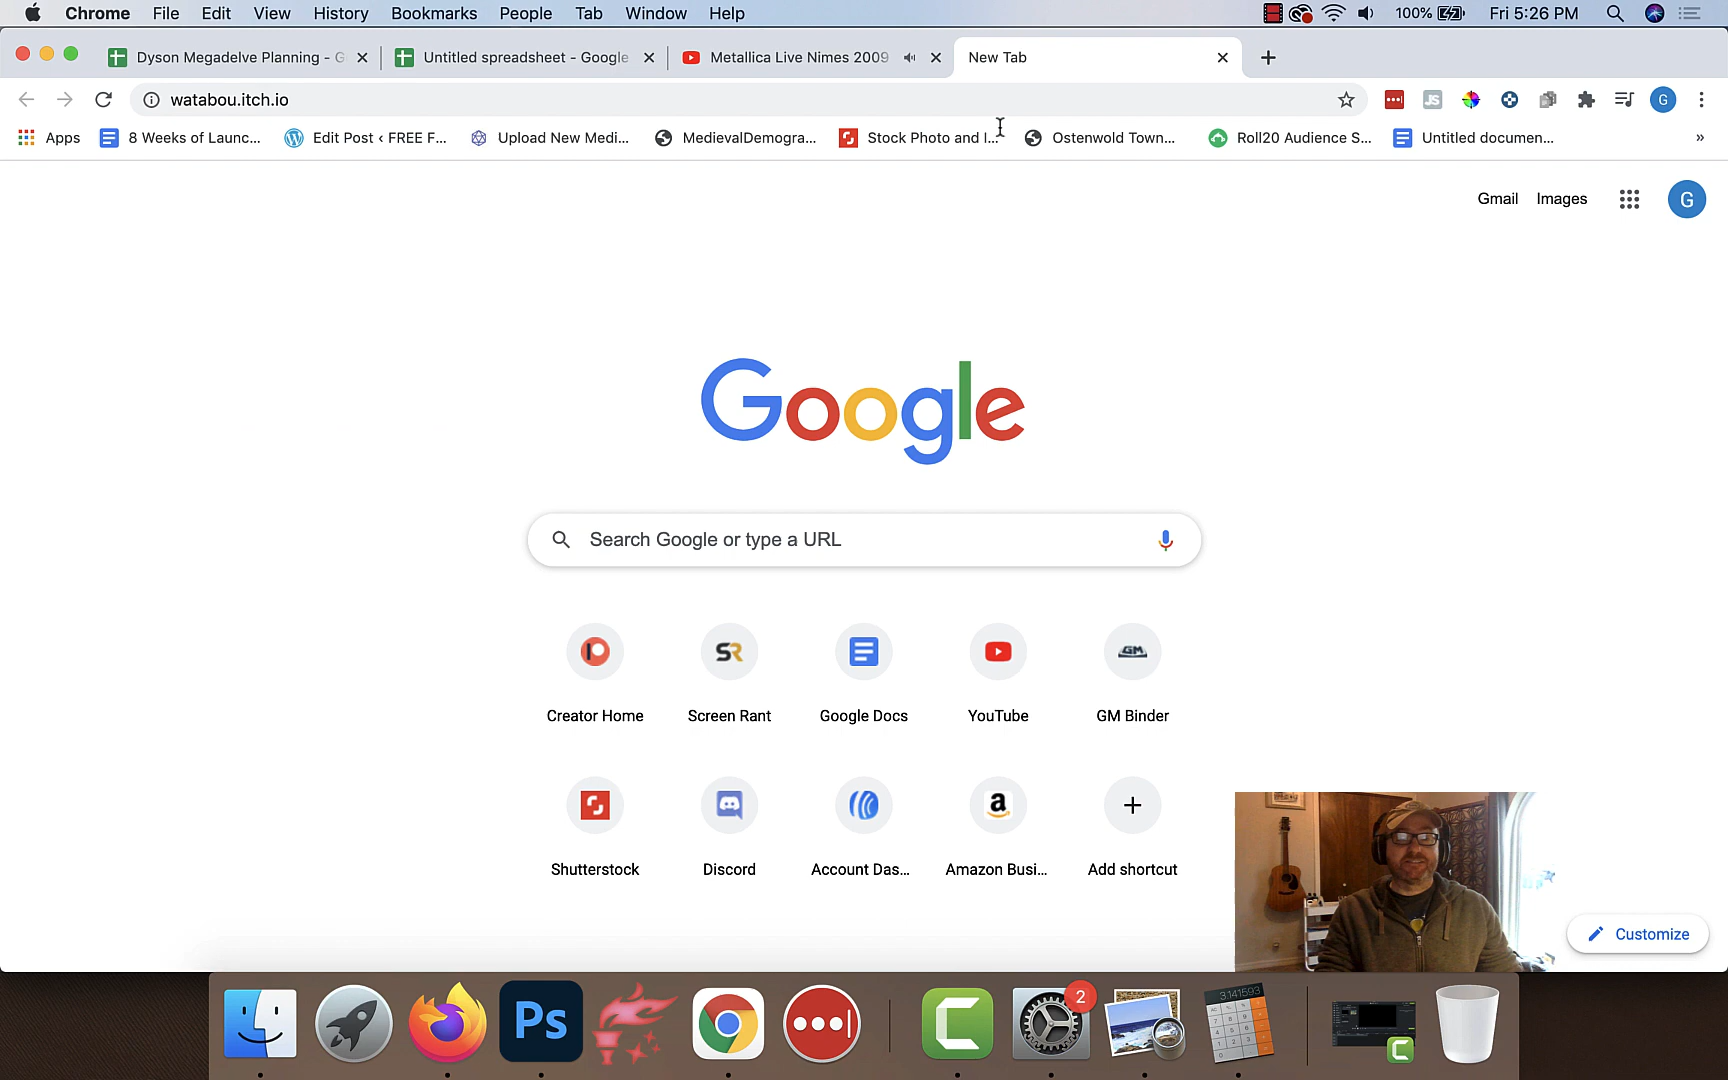 Chrome File Edit View History Bookmarks People Tab Window Help 100% Fri 5:26 PM
Dyson Megadelve Planning - G Untitled spreadsheet - Google Metallica Live Nimes 2009 New Tab
watabou.itch.io JS G
Apps 8 Weeks of Launc... Edit Post ‹ FREE F... Upload New Medi... MedievalDemogra... Stock Photo and I... Ostenwold Town... Roll20 Audience S... Untitled documen... »
Gmail Images G
Google
Search Google or type a URL
SR GM
Creator Home Screen Rant Google Docs YouTube GM Binder
a
Shutterstock Discord Account Das... Amazon Busi... Add shortcut
Customize
Ps 2 3.141593